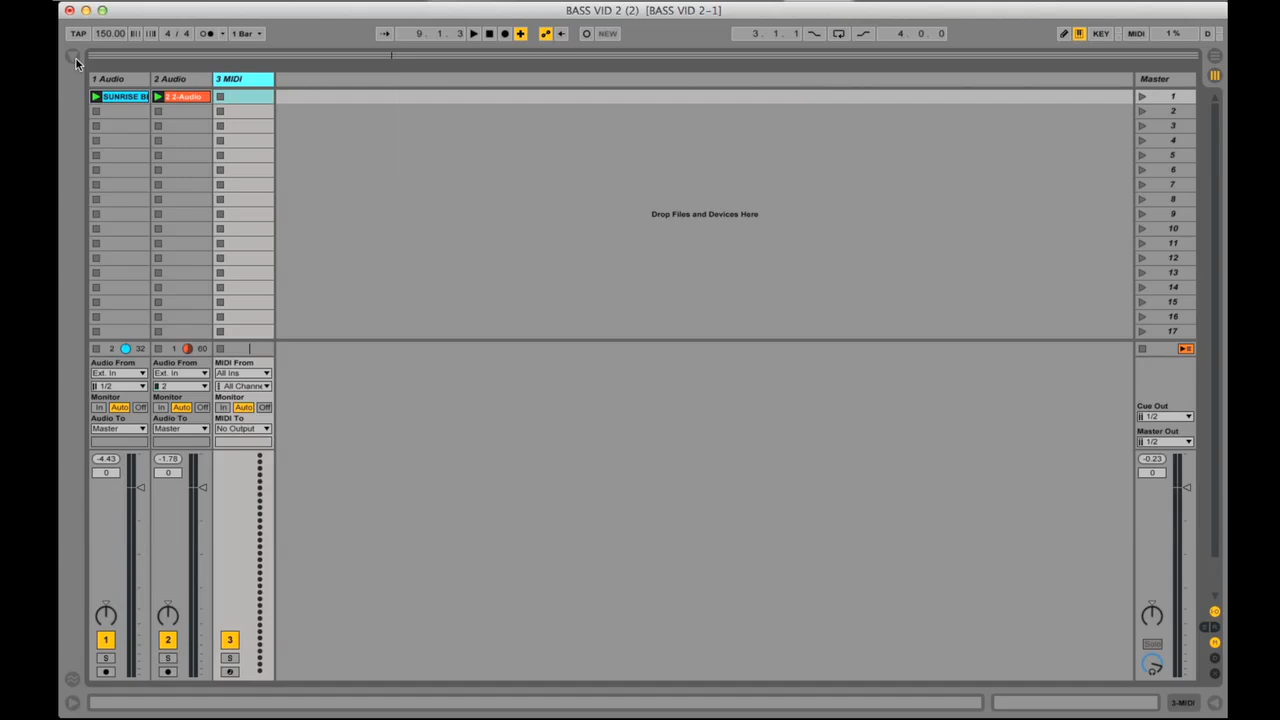 BASS VID 2 (2) [BASS VID 2-1]
TAP 150.00 4 / 4 1 Bar 9. 1. 3 NEW 3. 1. 1 4. 0. 0 KEY MIDI 1 % D
1 Audio 2 Audio 3 MIDI Master
SUNRISE B 2 2-Audio 1
2
3
4
5
6
7
8
Drop Files and Devices Here 9
10
11
12
13
14
15
16
17
2 32 1 60
Audio From Audio From MIDI From
Ext. In Ext. In All Ins
1/2 2 All Channe
Monitor Monitor Monitor
In Auto Off In Auto Off In Auto Off
Cue Out
Audio To Audio To MIDI To
1/2
Master Master No Output
Master Out
1/2
-4.43 -1.78 -0.23
0 0 0
1 2 3
Solo
S S S
3-MIDI